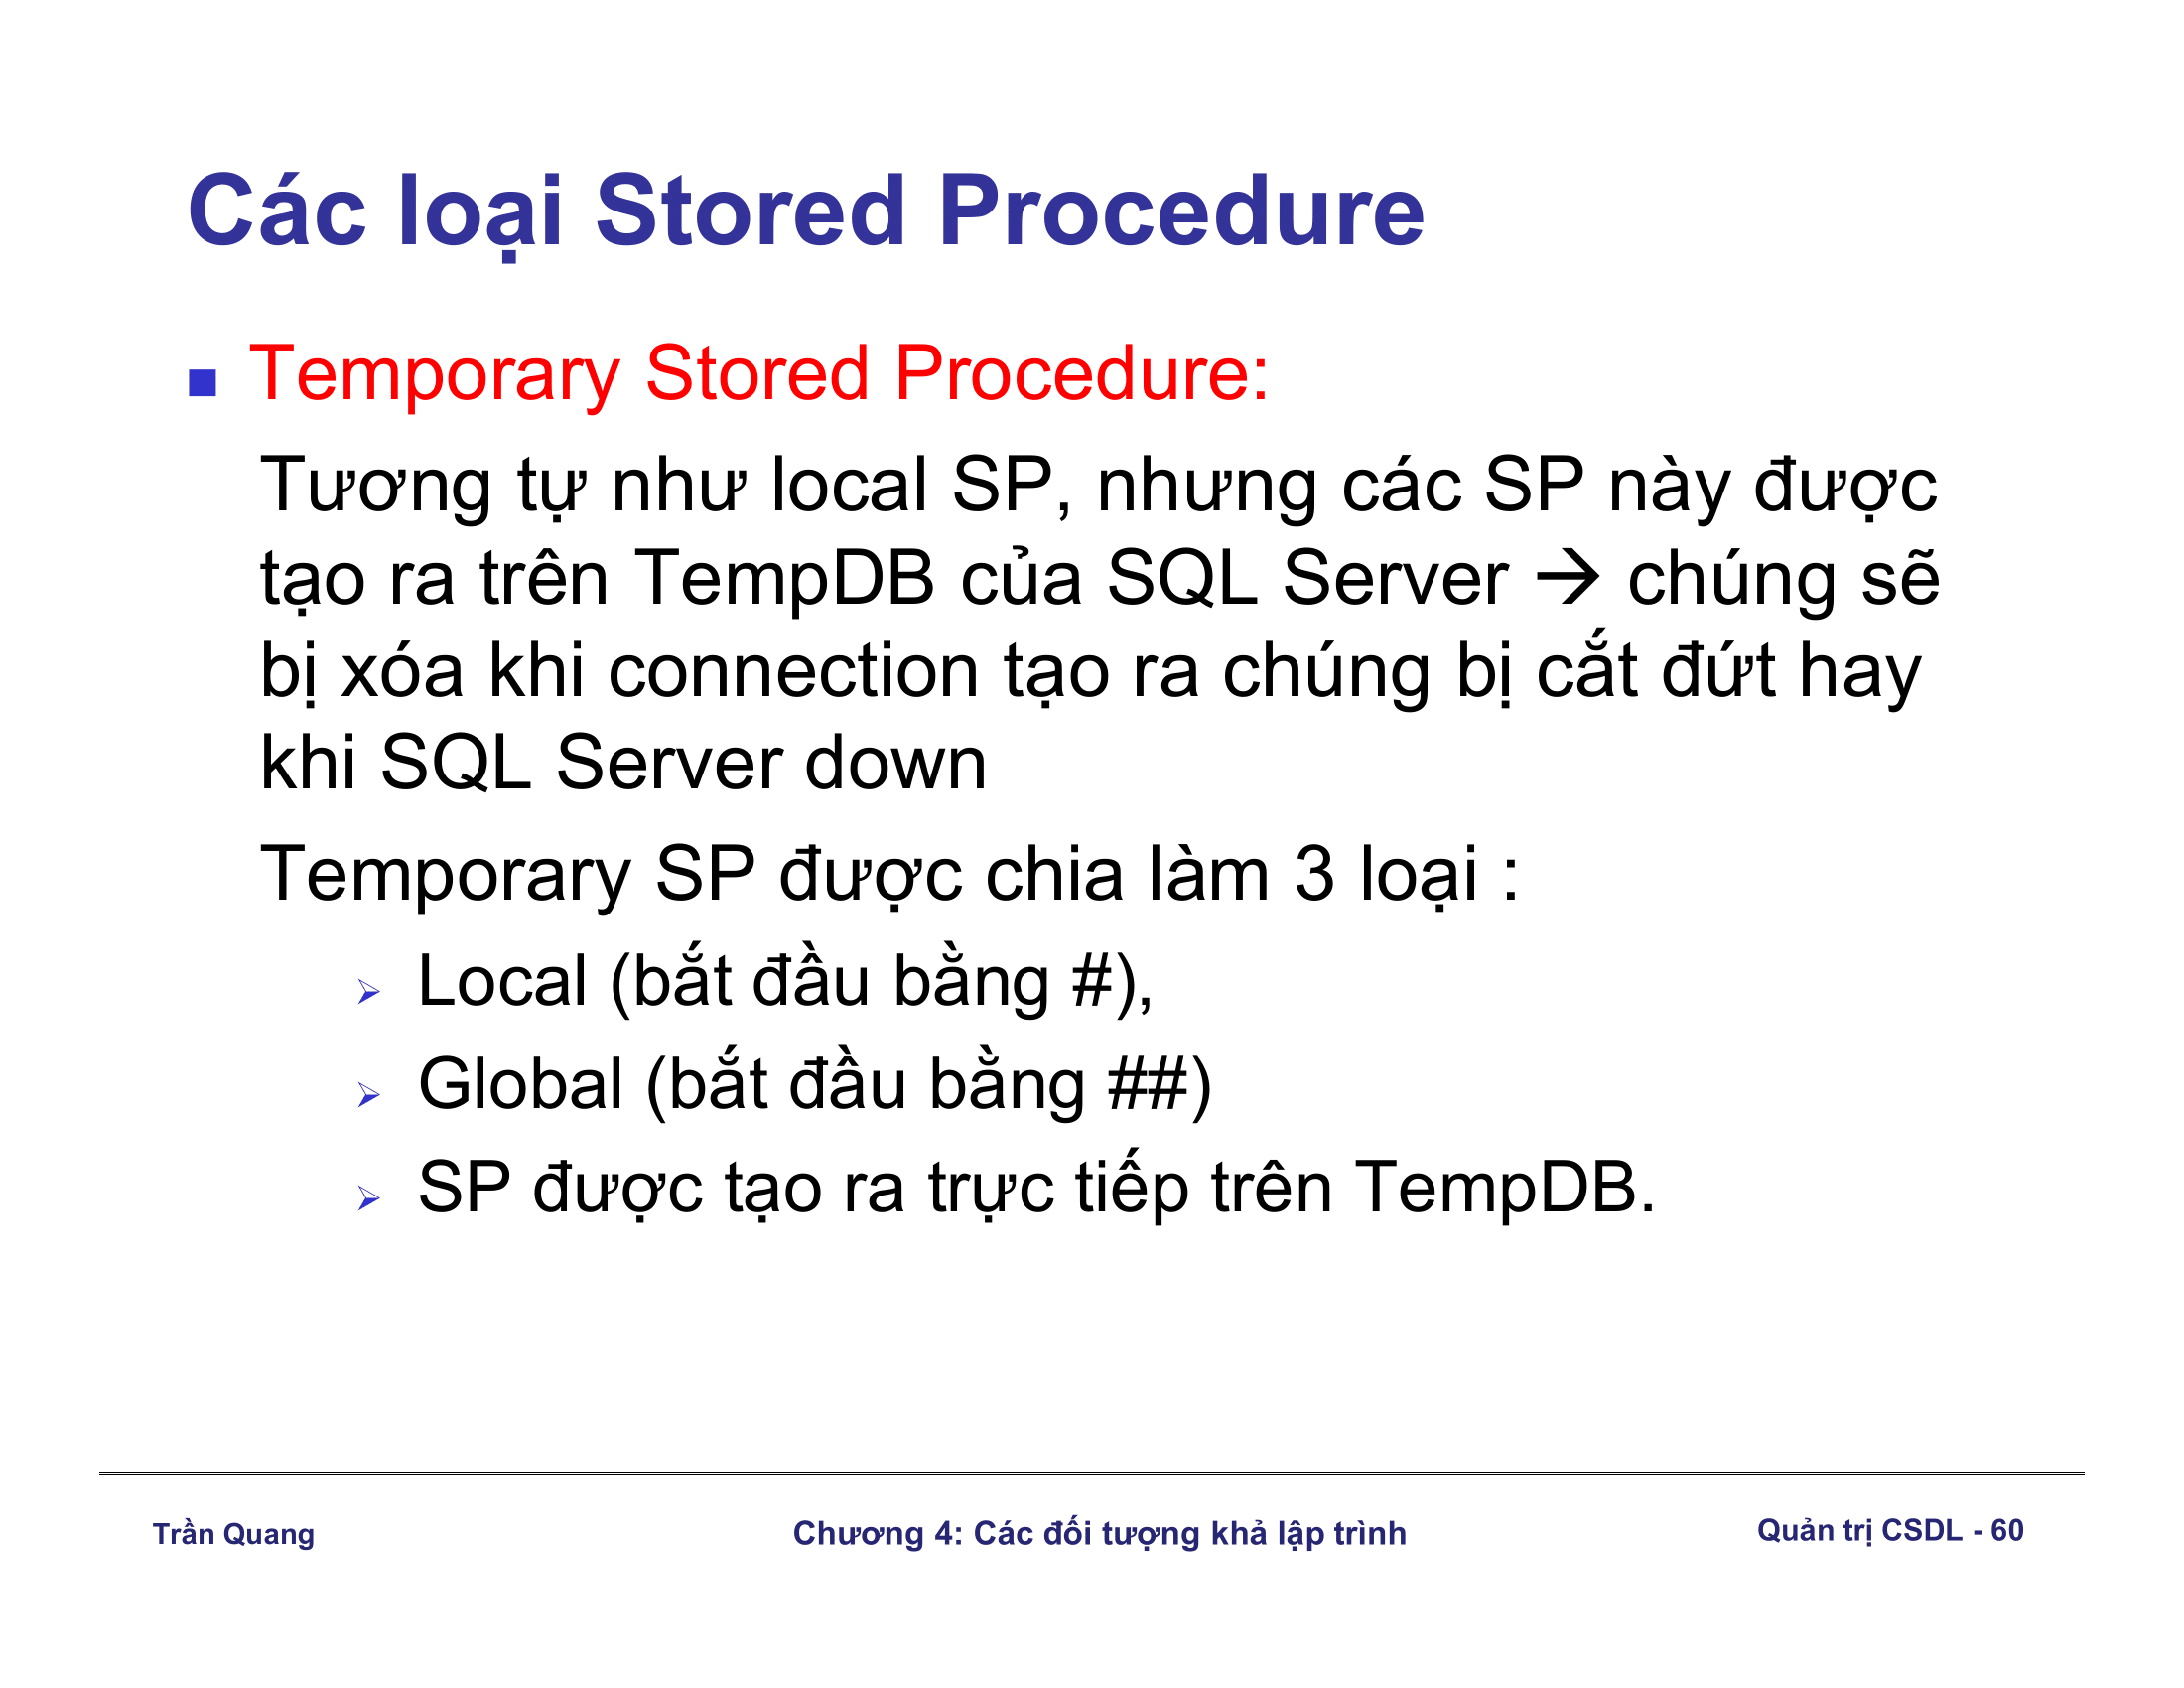 Các loại Stored Procedure
Temporary Stored Procedure:
Tương tự như local SP, nhưng các SP này được
tạo ra trên TempDB của SQL Server → chúng sẽ
bị xóa khi connection tạo ra chúng bị cắt đứt hay
khi SQL Server down
Temporary SP được chia làm 3 loại :
Local (bắt đầu bằng #),
Global (bắt đầu bằng ##)
SP được tạo ra trực tiếp trên TempDB.
Trần Quang
Chương 4: Các đối tượng khả lập trình
Quản trị CSDL - 60